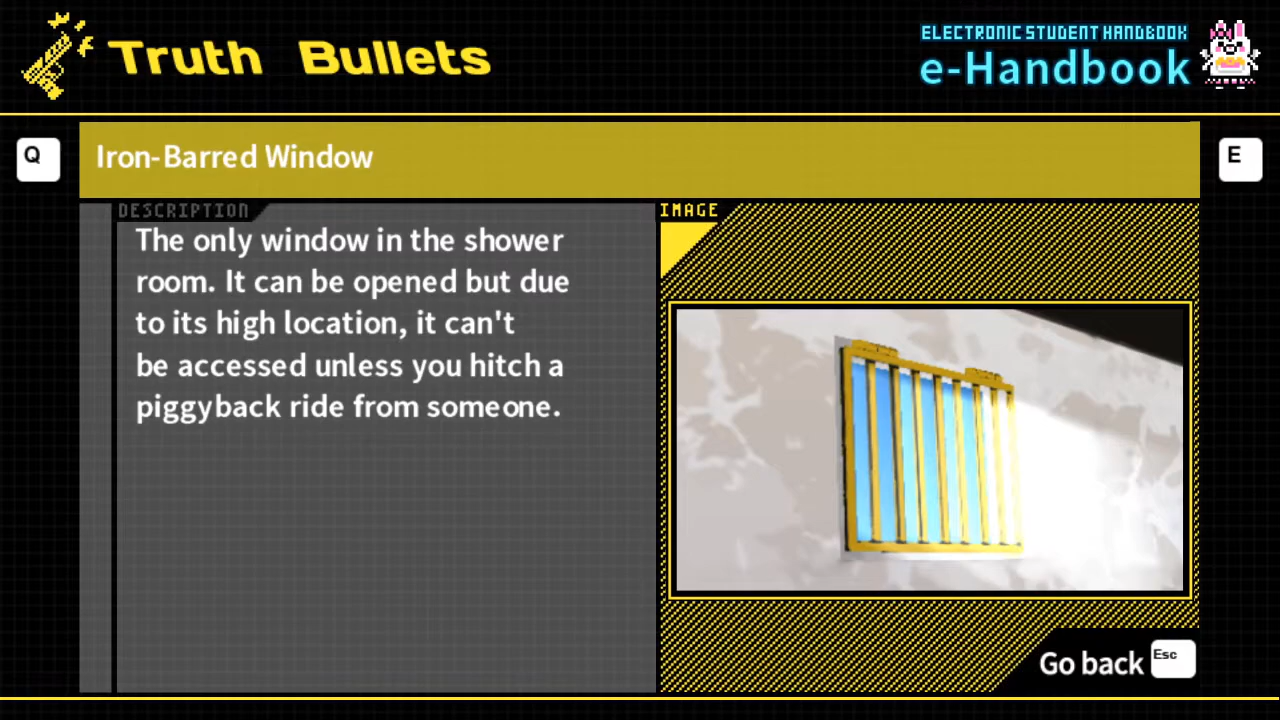 Truth Bullets
ELECTRONIC STUDENT HANDBOOK
e-Handbook
Q
E
Iron-Barred Window
DESCRIPTION
The only window in the shower
room. It can be opened but due
to its high location, it can't
be accessed unless you hitch a
piggyback ride from someone.
IMAGE
Go back Esc